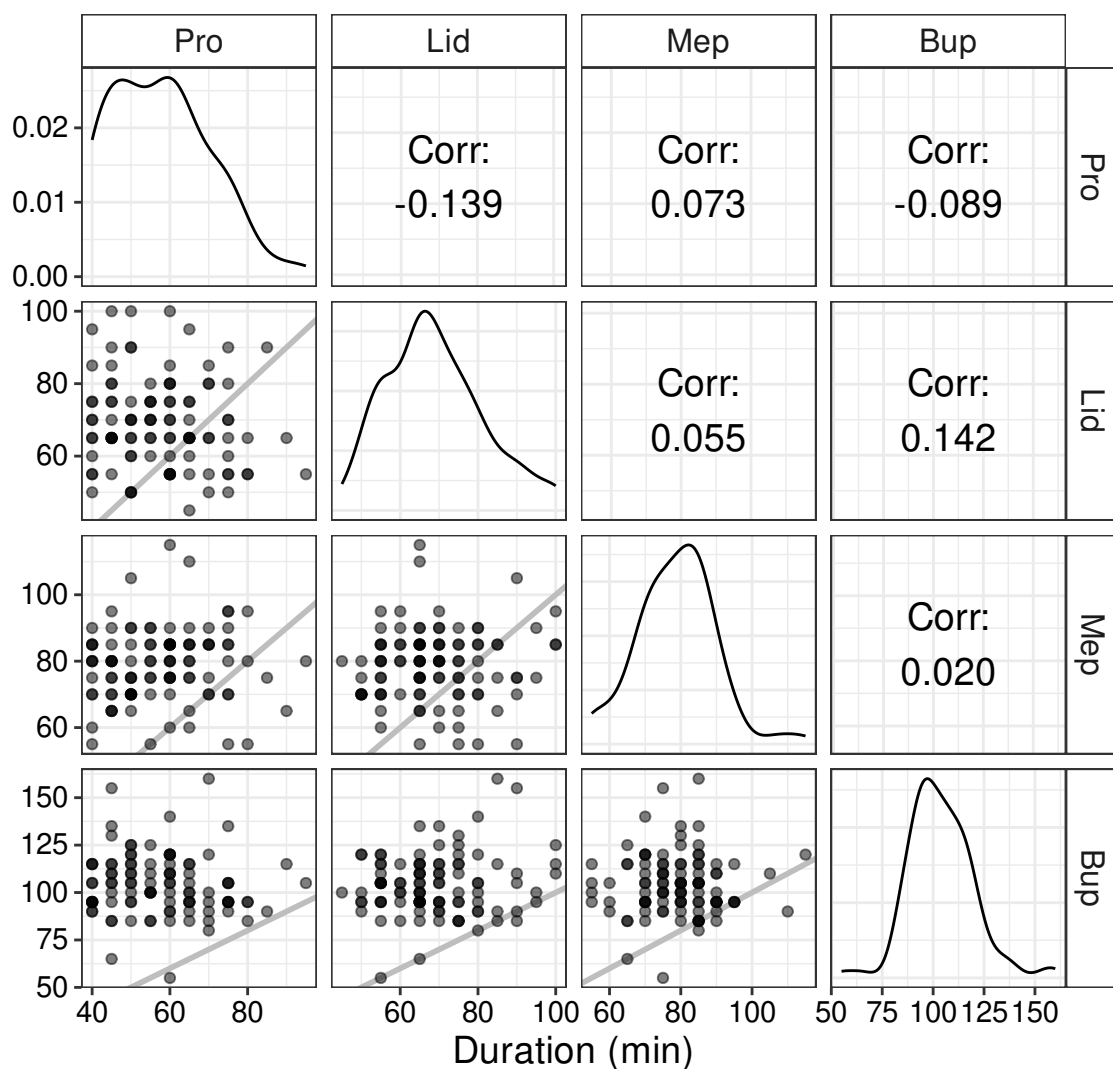 Pro Lid Mep Bup
0.02
0.01
0.00
Corr:
-0.139
Corr:
0.073
Corr:
-0.089
Pro
100
80
60
Corr:
0.055
Corr:
0.142
Lid
100
80
60
Corr:
0.020
Mep
150
125
100
75
50
Bup
40 60 80 60 80 100 60 80 100 50 75 100 125 150
Duration (min)